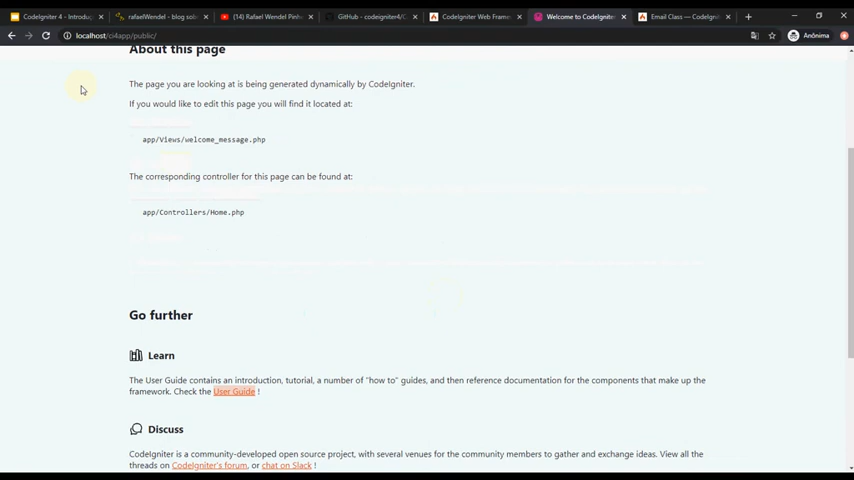 CodeIgniter 4 - Introduç
rafaelWendel - blog sob
(14) Rafael Wendel Pinhe
GitHub - codeigniter4/C
CodeIgniter Web Frame
Welcome to CodeIgniter
Email Class — CodeIgni
localhost/ci4app/public/
Anônima
About this page
The page you are looking at is being generated dynamically by CodeIgniter.
If you would like to edit this page you will find it located at:
app/Views/welcome_message.php
The corresponding controller for this page can be found at:
app/Controllers/Home.php
Go further
Learn
The User Guide contains an introduction, tutorial, a number of "how to" guides, and then reference documentation for the components that make up the
framework. Check the User Guide !
Discuss
CodeIgniter is a community-developed open source project, with several venues for the community members to gather and exchange ideas. View all the
threads on CodeIgniter's forum, or chat on Slack !